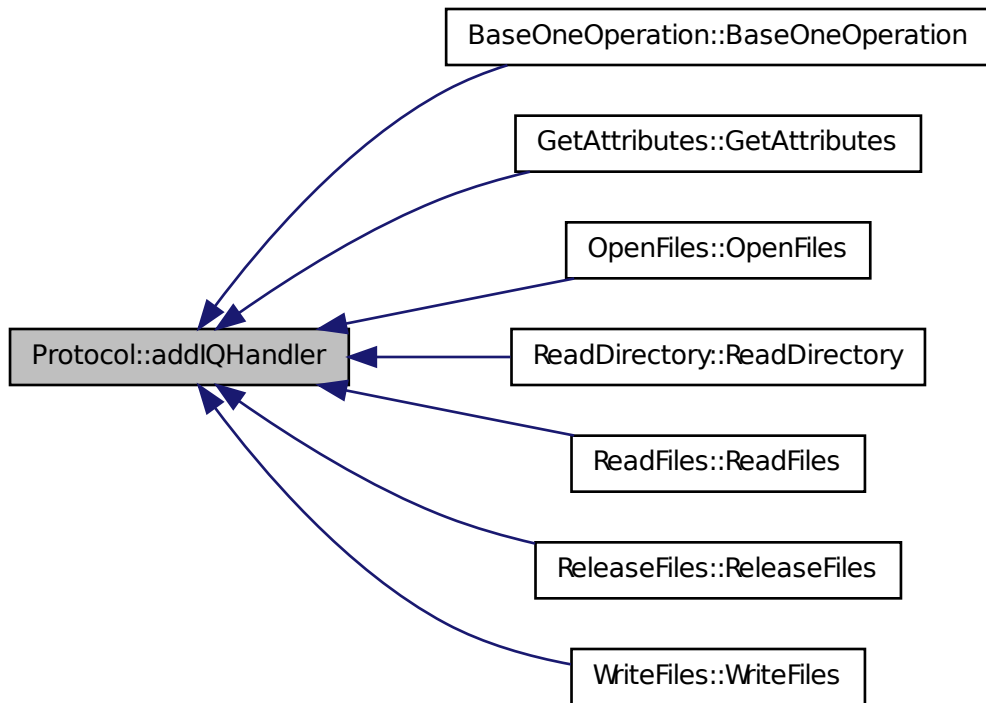 BaseOneOperation::BaseOneOperation
GetAttributes::GetAttributes
OpenFiles::OpenFiles
Protocol::addIQHandler
ReadDirectory::ReadDirectory
ReadFiles::ReadFiles
ReleaseFiles::ReleaseFiles
WriteFiles::WriteFiles